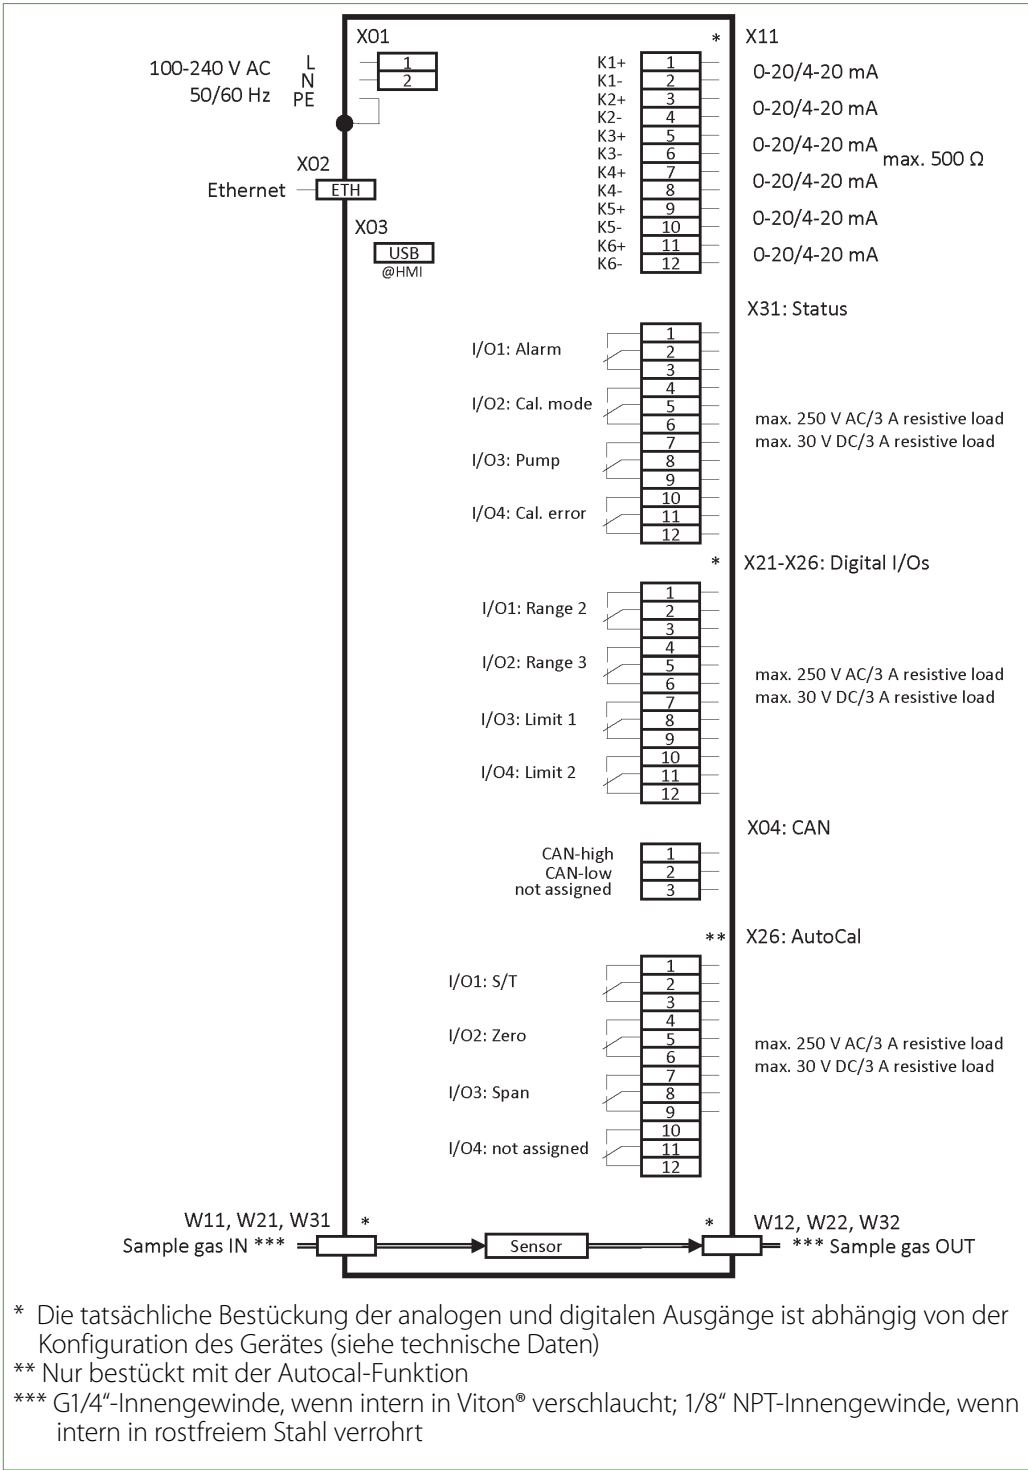 X01
100-240 V AC
50/60 Hz
L
N
PE
1
2
X02
Ethernet
ETH
X03
USB
@HMI
* X11
K1+ 1
K1- 2
K2+ 3
K2- 4
K3+ 5
K3- 6
K4+ 7
K4- 8
K5+ 9
K5- 10
K6+ 11
K6- 12
0-20/4-20 mA
0-20/4-20 mA
0-20/4-20 mA
0-20/4-20 mA
0-20/4-20 mA
0-20/4-20 mA
max. 500 Ω
X31: Status
I/O1: Alarm
I/O2: Cal. mode
I/O3: Pump
I/O4: Cal. error
1
2
3
4
5
6
7
8
9
10
11
12
max. 250 V AC/3 A resistive load
max. 30 V DC/3 A resistive load
* X21-X26: Digital I/Os
I/O1: Range 2
I/O2: Range 3
I/O3: Limit 1
I/O4: Limit 2
1
2
3
4
5
6
7
8
9
10
11
12
max. 250 V AC/3 A resistive load
max. 30 V DC/3 A resistive load
X04: CAN
CAN-high 1
CAN-low 2
not assigned 3
** X26: AutoCal
I/O1: S/T
I/O2: Zero
I/O3: Span
I/O4: not assigned
1
2
3
4
5
6
7
8
9
10
11
12
max. 250 V AC/3 A resistive load
max. 30 V DC/3 A resistive load
W11, W21, W31 *
Sample gas IN ***
Sensor
* W12, W22, W32
*** Sample gas OUT
* Die tatsächliche Bestückung der analogen und digitalen Ausgänge ist abhängig von der
Konfiguration des Gerätes (siehe technische Daten)
** Nur bestückt mit der Autocal-Funktion
*** G1/4“-Innengewinde, wenn intern in Viton® verschlaucht; 1/8“ NPT-Innengewinde, wenn
intern in rostfreiem Stahl verrohrt